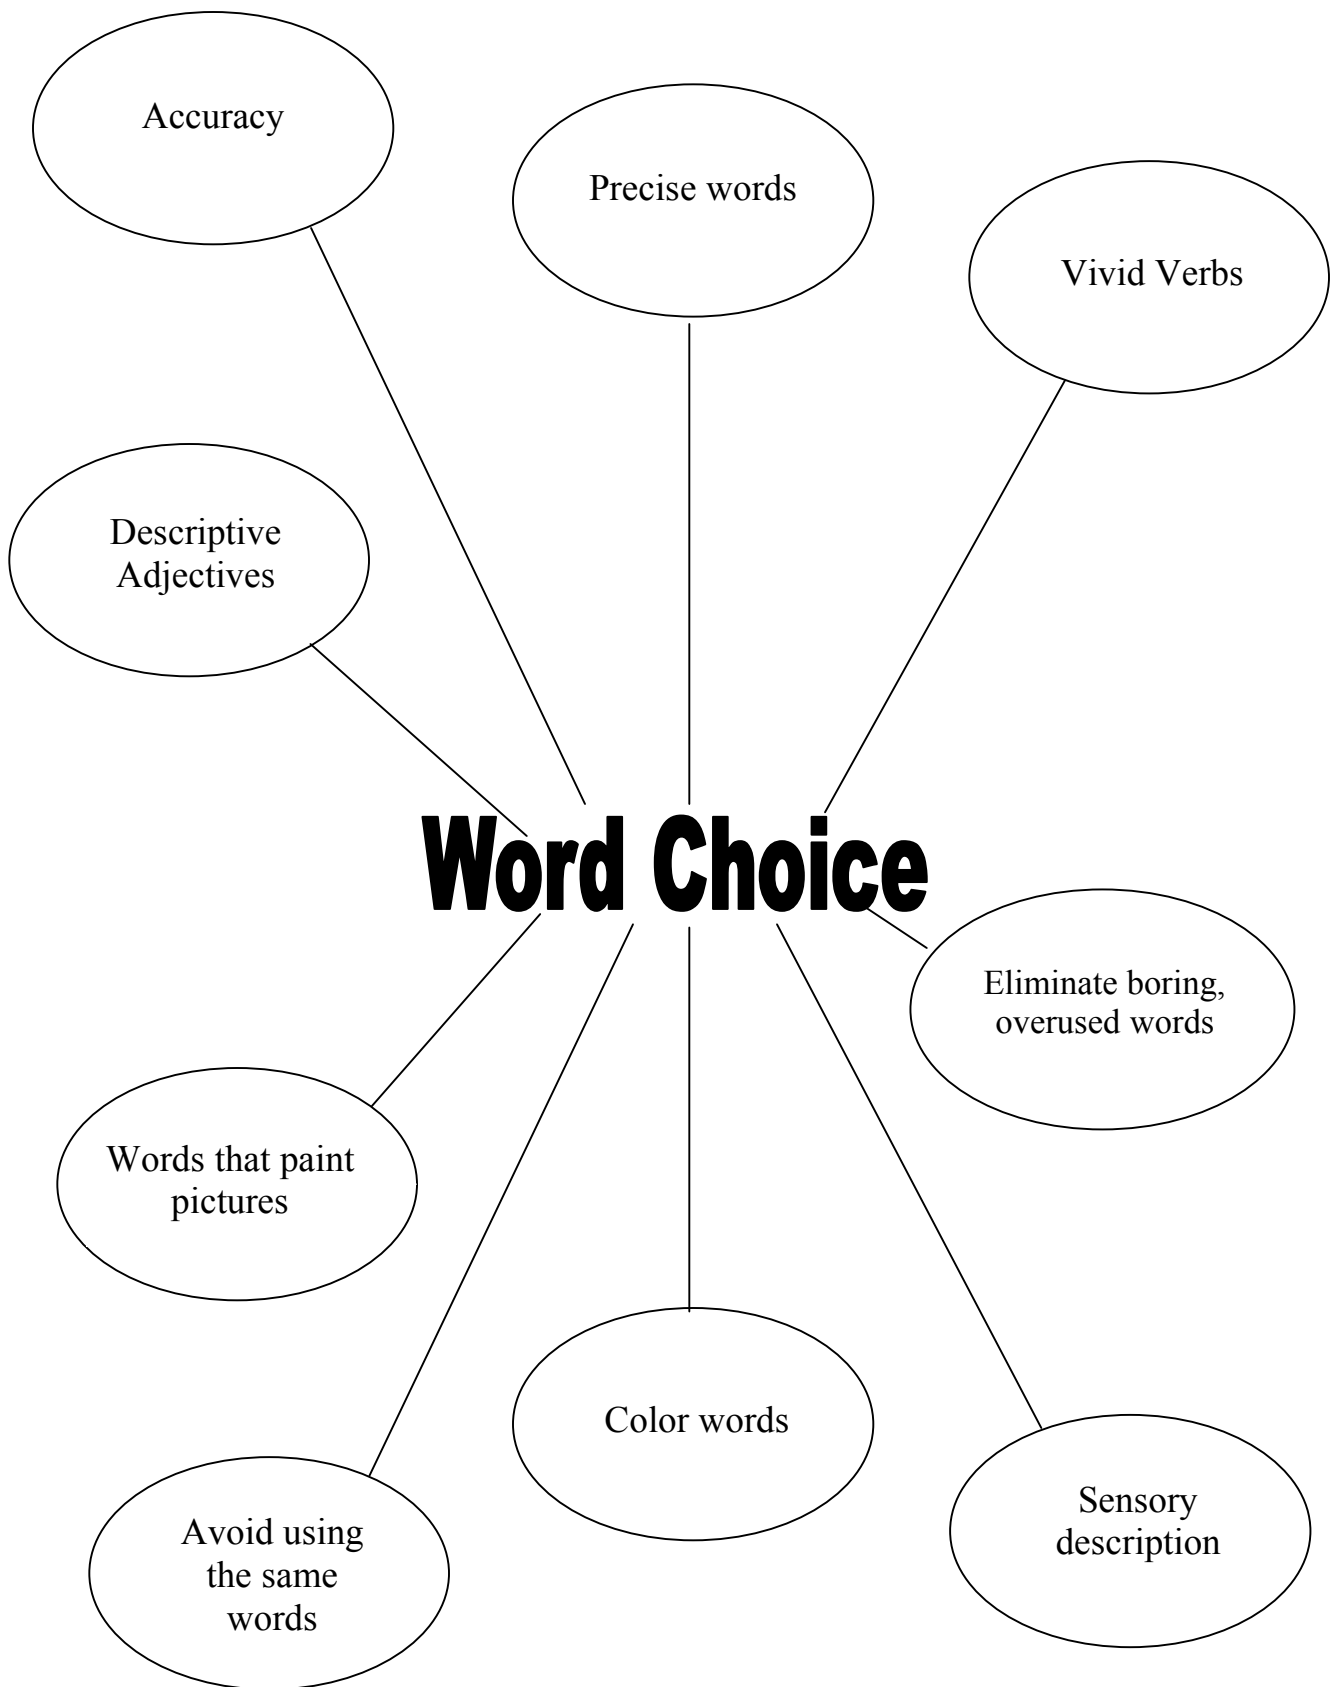 Accuracy
Precise words
Vivid Verbs
Descriptive
Adjectives
Word Choice
Eliminate boring,
overused words
Words that paint
pictures
Color words
Sensory
description
Avoid using
the same
words